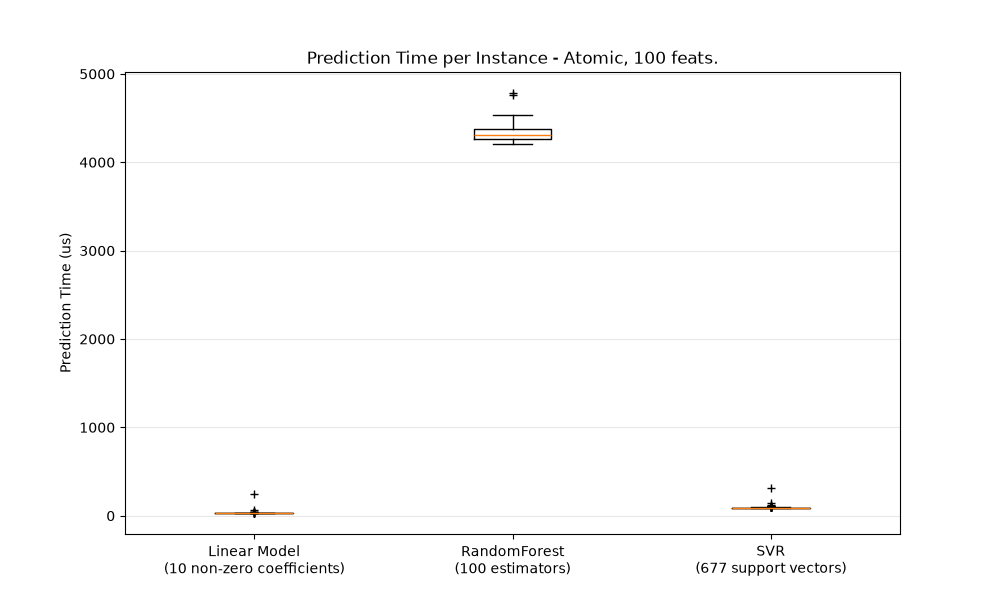 Prediction Time per Instance - Atomic, 100 feats.
Prediction Time (us)
5000
4000
3000
2000
1000
0
Linear Model
(10 non-zero coefficients)
RandomForest
(100 estimators)
SVR
(677 support vectors)